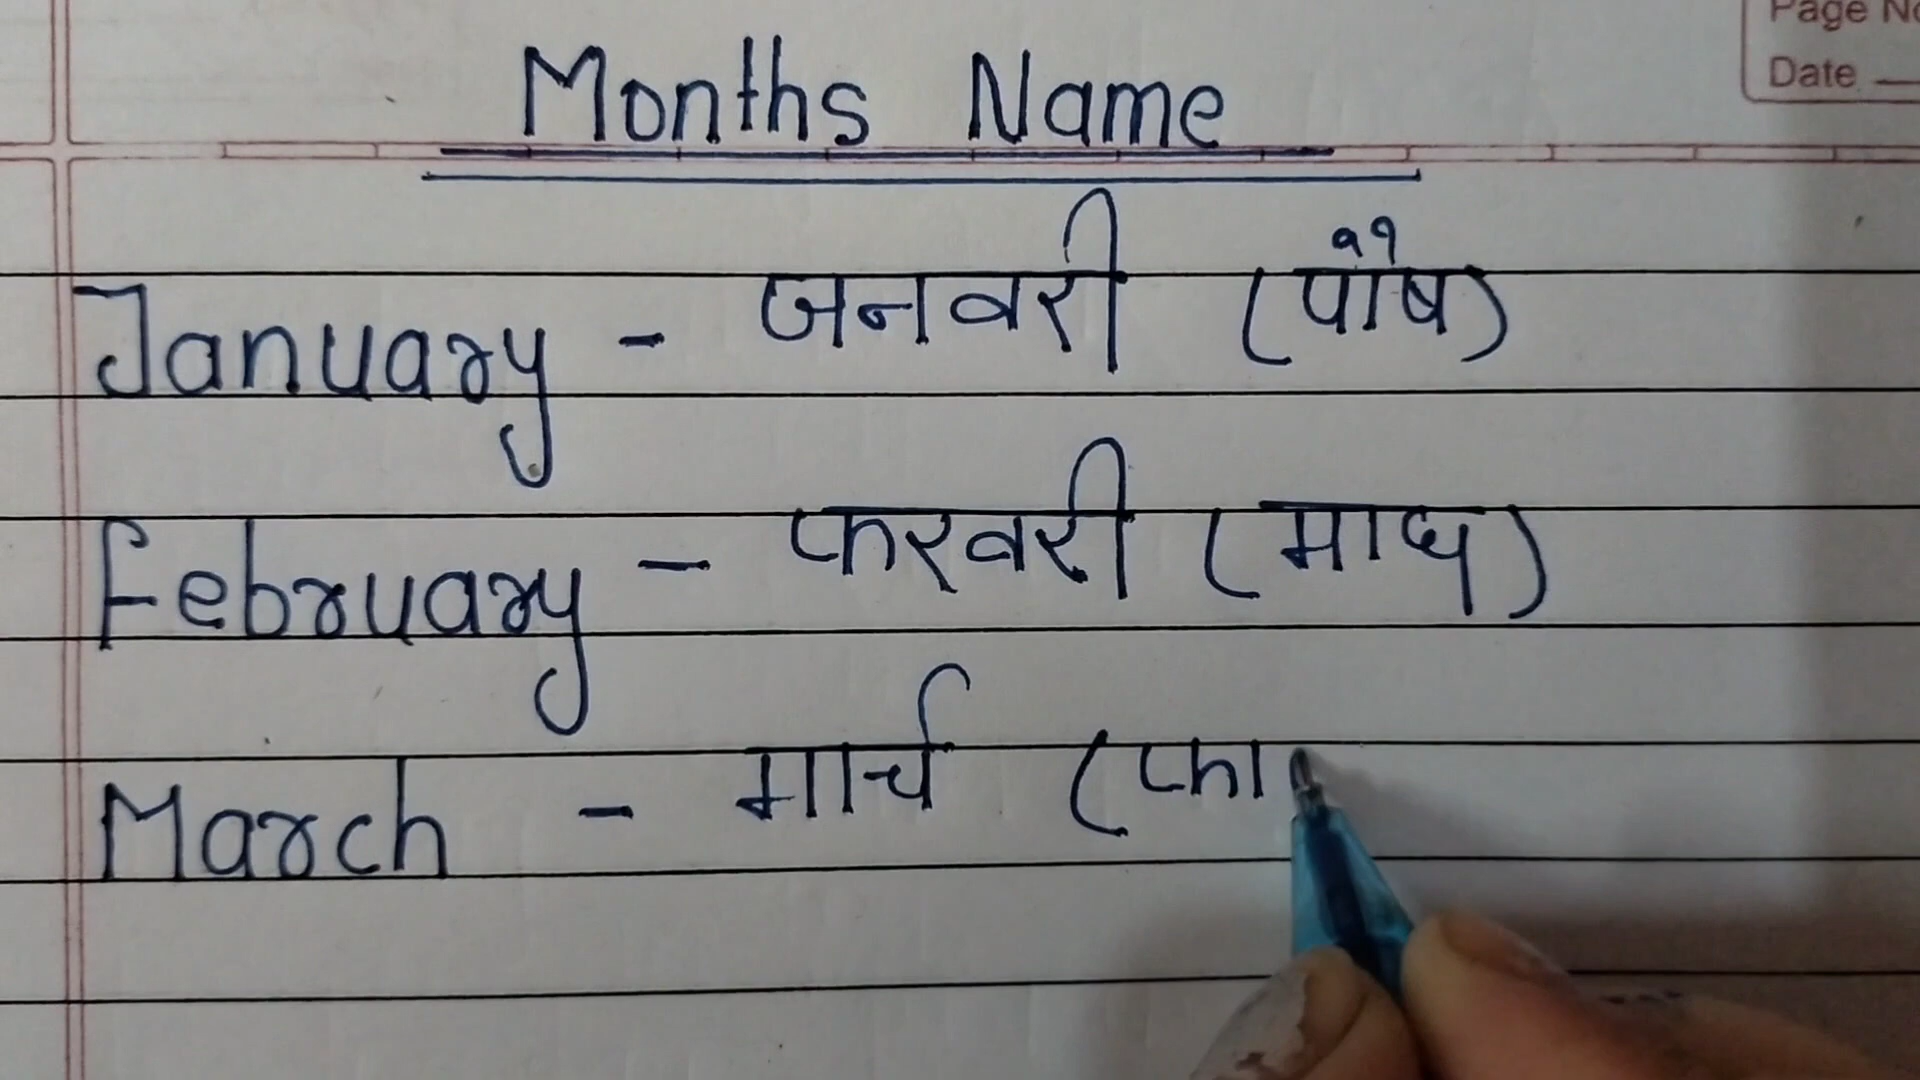 Page No
Date
Months Name
January - जनवरी (पौष)
February - फरवरी (माघ)
March - मार्च (फा